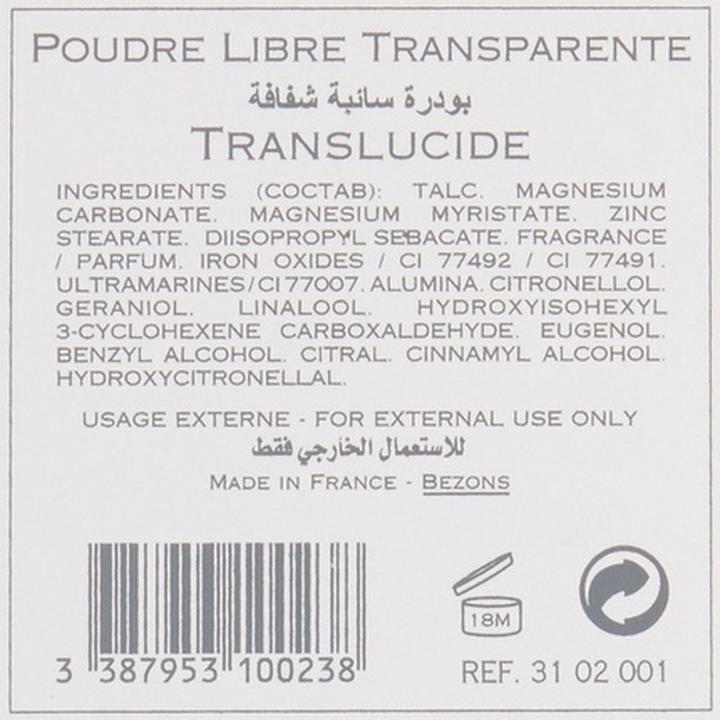 POUDRE LIBRE TRANSPARENTE
بودرة سائبة شفافة
TRANSLUCIDE
INGREDIENTS (COCTAB): TALC. MAGNESIUM
CARBONATE. MAGNESIUM MYRISTATE. ZINC
STEARATE. DIISOPROPYL SEBACATE. FRAGRANCE
/ PARFUM. IRON OXIDES / CI 77492 / CI 77491.
ULTRAMARINES/CI 77007. ALUMINA. CITRONELLOL.
GERANIOL. LINALOOL. HYDROXYISOHEXYL
3-CYCLOHEXENE CARBOXALDEHYDE. EUGENOL.
BENZYL ALCOHOL. CITRAL. CINNAMYL ALCOHOL.
HYDROXYCITRONELLAL.
USAGE EXTERNE - FOR EXTERNAL USE ONLY
للاستعمال الخارجي فقط
MADE IN FRANCE - BEZONS
18M
3 387953 100238
REF. 31 02 001